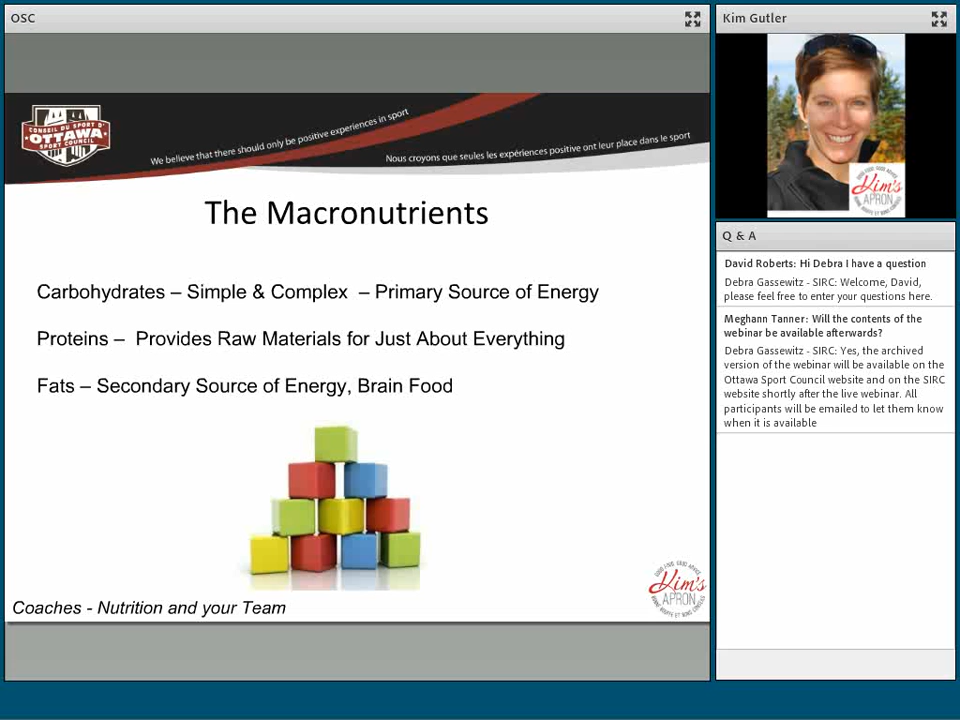 OSC
CONSEIL DU SPORT D'
OTTAWA
SPORT COUNCIL
We believe that there should only be positive experiences in sport
Nous croyons que seules les expériences positive ont leur place dans le sport
The Macronutrients
Carbohydrates – Simple & Complex – Primary Source of Energy
Proteins – Provides Raw Materials for Just About Everything
Fats – Secondary Source of Energy, Brain Food
Kim's
APRON
Coaches - Nutrition and your Team
Kim Gutler
Kim's
APRON
Q & A
David Roberts: Hi Debra I have a question
Debra Gassewitz - SIRC: Welcome, David,
please feel free to enter your questions here.
Meghann Tanner: Will the contents of the
webinar be available afterwards?
Debra Gassewitz - SIRC: Yes, the archived
version of the webinar will be available on the
Ottawa Sport Council website and on the SIRC
website shortly after the live webinar. All
participants will be emailed to let them know
when it is available